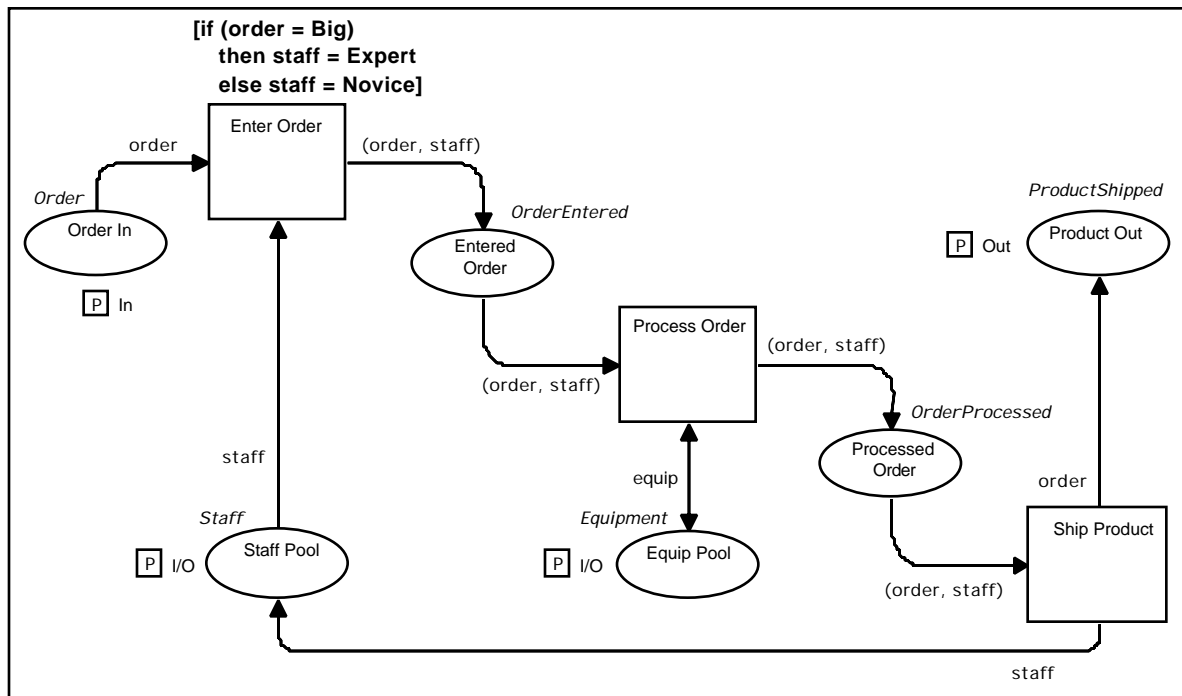 [if (order = Big)
then staff = Expert
else staff = Novice]
Enter Order
order
(order, staff)
Order
Order In
P In
OrderEntered
Entered
Order
ProductShipped
Product Out
P Out
Process Order
(order, staff)
(order, staff)
OrderProcessed
Processed
Order
staff
equip
order
Staff
Staff Pool
P I/O
Equipment
Equip Pool
P I/O
Ship Product
(order, staff)
staff